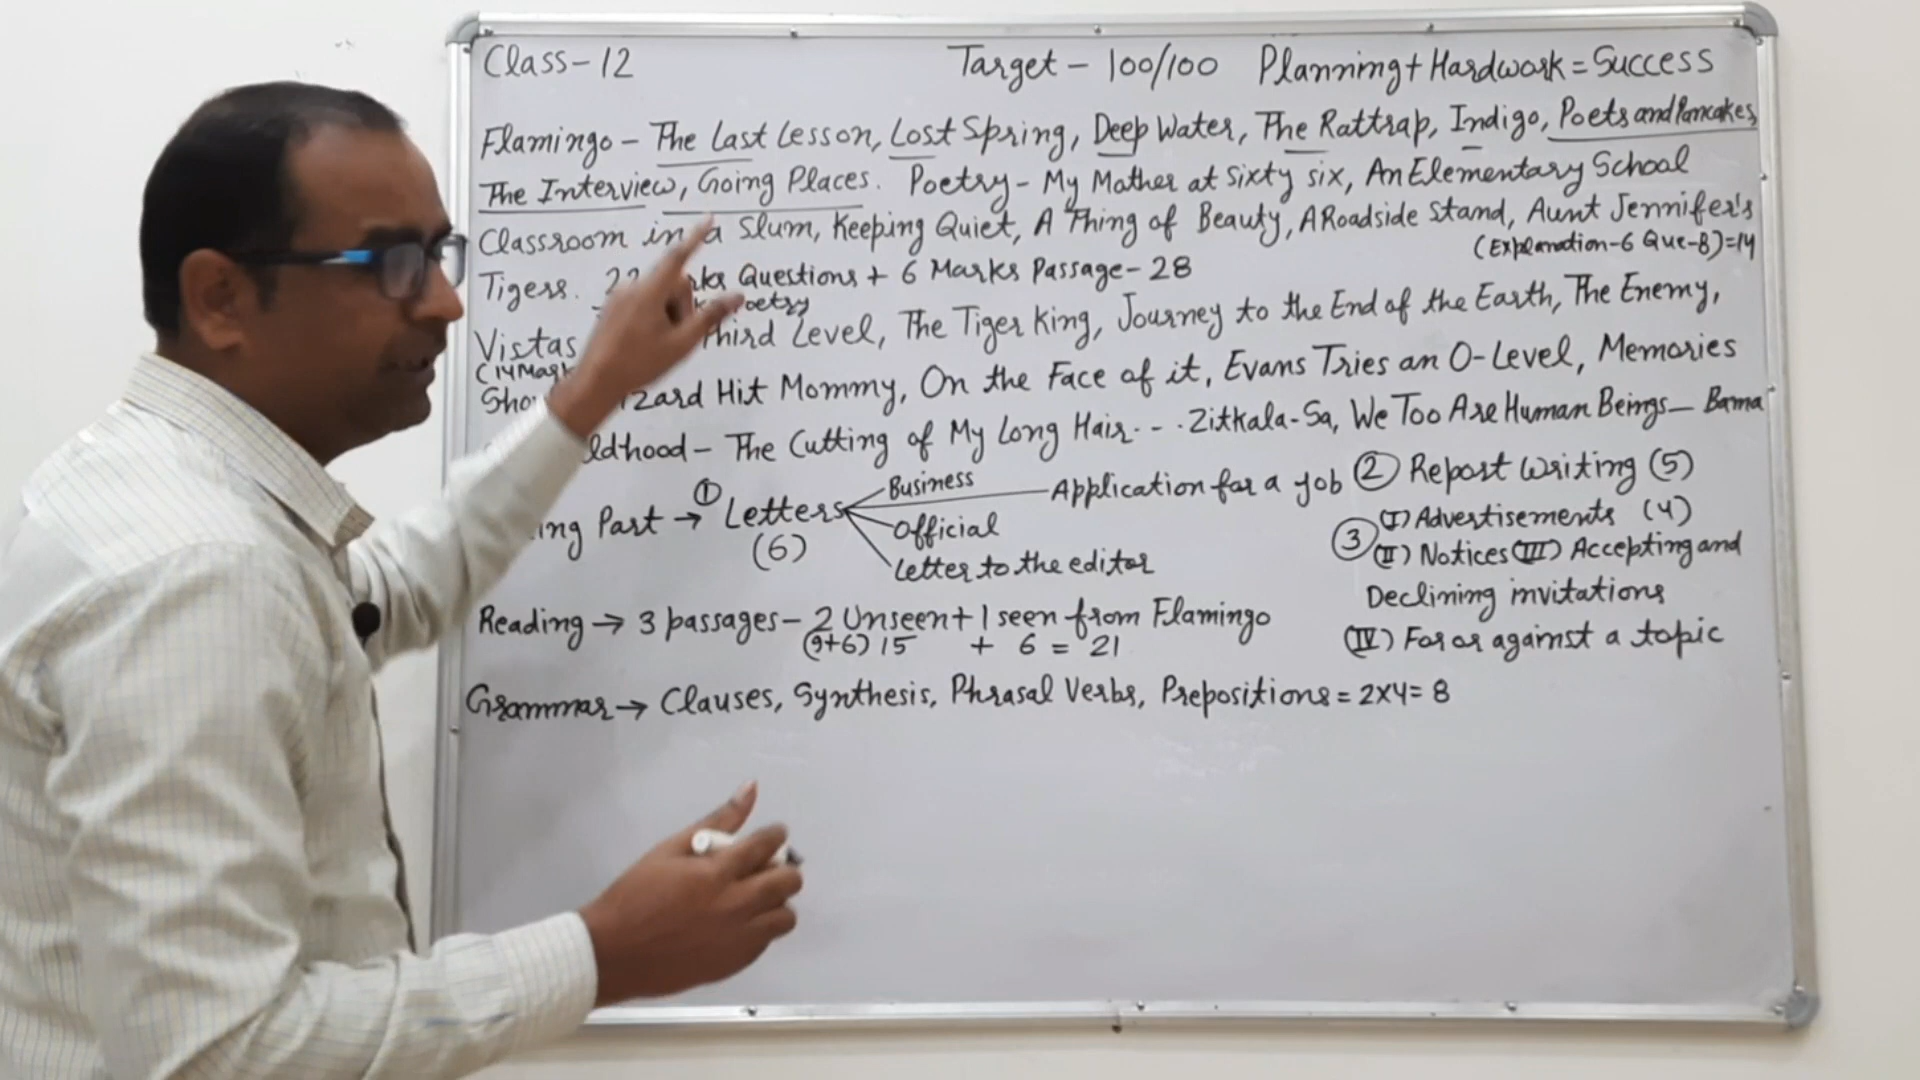 Class-12 Target - 100/100 Planning + Hardwork = Success
Flamingo - The Last Lesson, Lost Spring, Deep Water, The Rattrap, Indigo, Poets and Pancakes,
The Interview, Going Places. Poetry - My Mother at Sixty six, An Elementary School
Classroom in a Slum, Keeping Quiet, A Thing of Beauty, A Roadside Stand, Aunt Jennifer's
(Explanation-6 Que-8)=14
Tigers. 22 Questions + 6 Marks Passage - 28
Poetry
Vistas Third Level, The Tiger King, Journey to the End of the Earth, The Enemy,
(14 Mar
Sho izard Hit Mommy, On the Face of it, Evans Tries an O-Level, Memories
ldhood - The Cutting of My Long Hair - - . Zitkala-Sa, We Too Are Human Beings - Bama
ing Part → ① Letters Business
Application for a job ② Report Writing (5)
(6) Official
Letter to the editor
③ (I) Advertisements (4)
(II) Notices (III) Accepting and
Declining invitations
(IV) For or against a topic
Reading → 3 passages - 2 Unseen + 1 seen from Flamingo
(9+6) 15 + 6 = 21
Grammar → Clauses, Synthesis, Phrasal Verbs, Prepositions = 2x4= 8